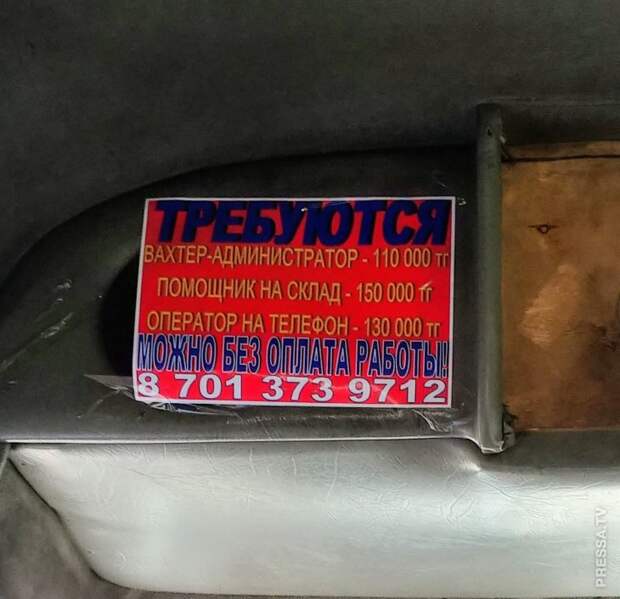 ТРЕБУЮТСЯ
ВАХТЕР-АДМИНИСТРАТОР - 110 000 тг
ПОМОЩНИК НА СКЛАД - 150 000 тг
ОПЕРАТОР НА ТЕЛЕФОН - 130 000 тг
МОЖНО БЕЗ ОПЛАТА РАБОТЫ!
8 701 373 9712
PRESSA.TV